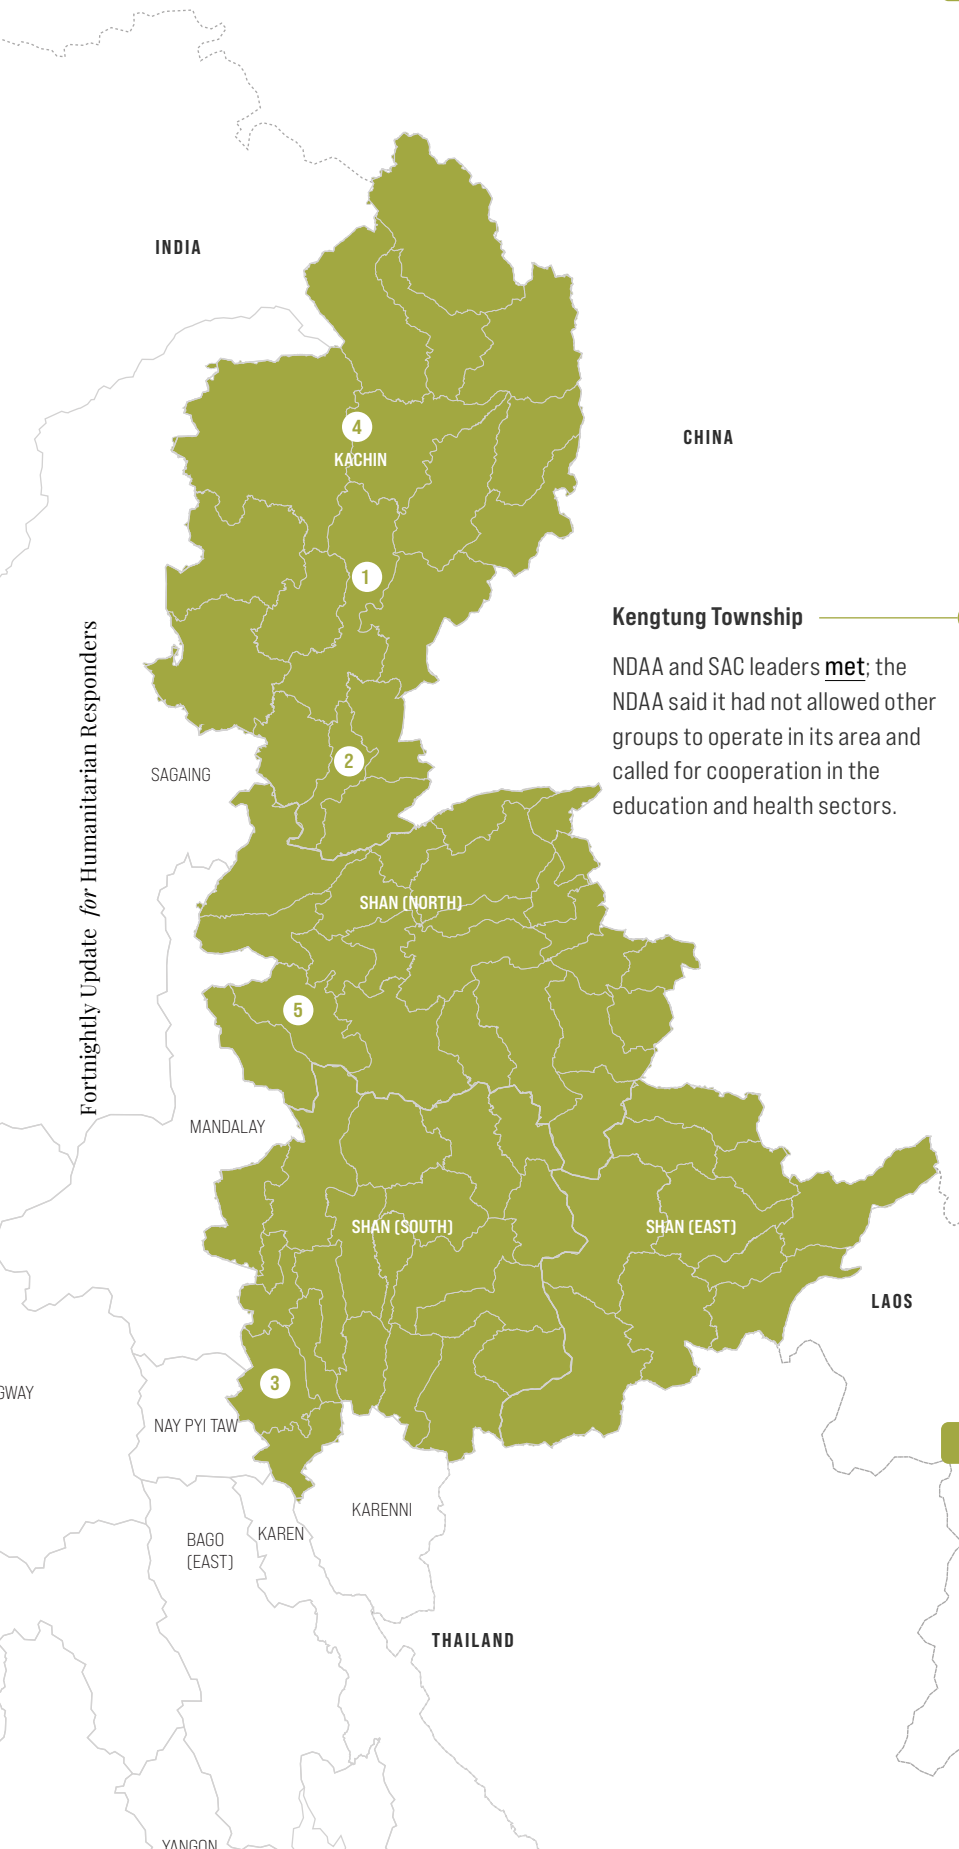 INDIA
CHINA
4
KACHIN
1
Kengtung Township
NDAA and SAC leaders met; the
NDAA said it had not allowed other
groups to operate in its area and
called for cooperation in the
education and health sectors.
Fortnightly Update for Humanitarian Responders
2
SAGAING
SHAN (NORTH)
5
MANDALAY
SHAN (SOUTH)
SHAN (EAST)
LAOS
3
GWAY
NAY PYI TAW
KARENNI
KAREN
BAGO
(EAST)
THAILAND
YANGON